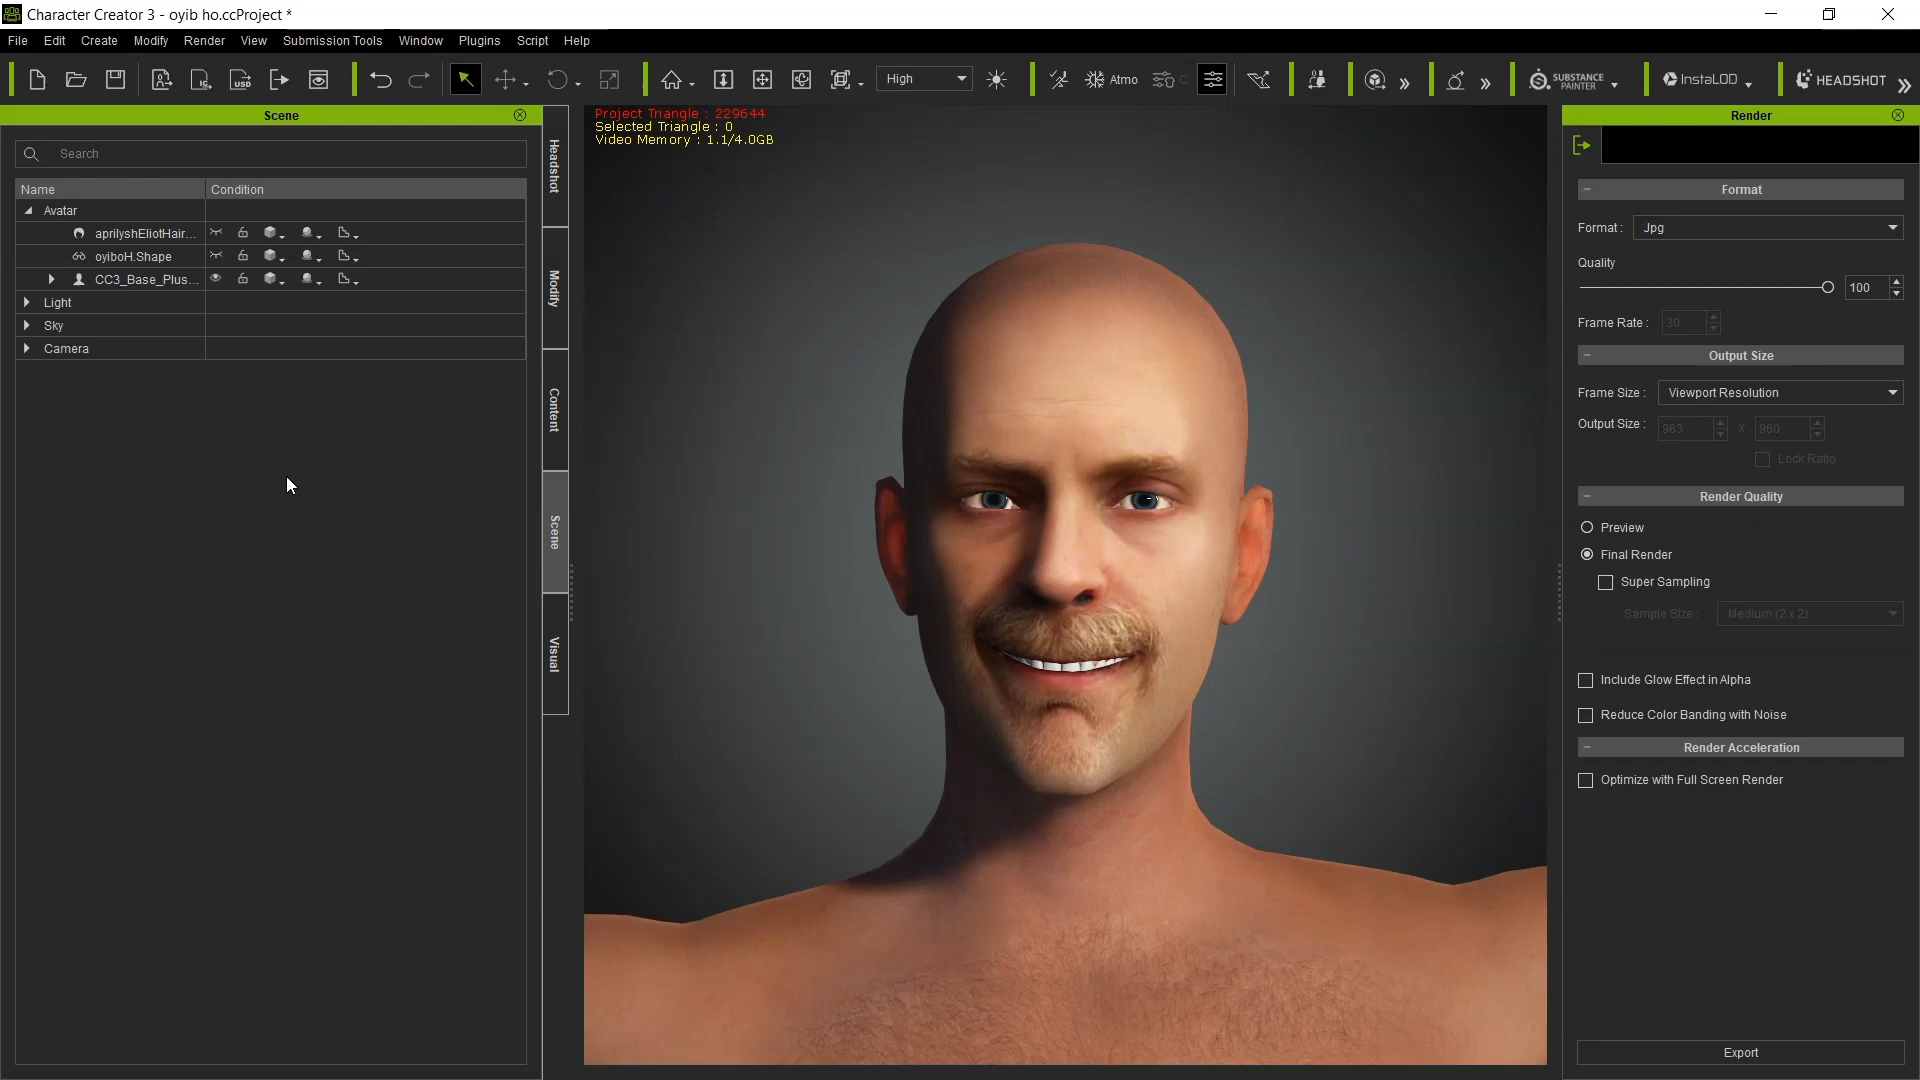 Character Creator 3 - oyib ho.ccProject *
File Edit Create Modify Render View Submission Tools Window Plugins Script Help
USD High Atmo SUBSTANCE PAINTER InstaLOD HEADSHOT
Scene
Search
Name Condition
Avatar
aprilyshEliotHair...
oyiboH.Shape
CC3_Base_Plus...
Light
Sky
Camera
Headshot
Modify
Content
Scene
Visual
Project Triangle : 229644
Selected Triangle : 0
Video Memory : 1.1/4.0GB
Render
Format
Format : Jpg
Quality
100
Frame Rate : 30
Output Size
Frame Size : Viewport Resolution
Output Size : 963 X 960
Lock Ratio
Render Quality
Preview
Final Render
Super Sampling
Sample Size : Medium (2 x 2)
Include Glow Effect in Alpha
Reduce Color Banding with Noise
Render Acceleration
Optimize with Full Screen Render
Export